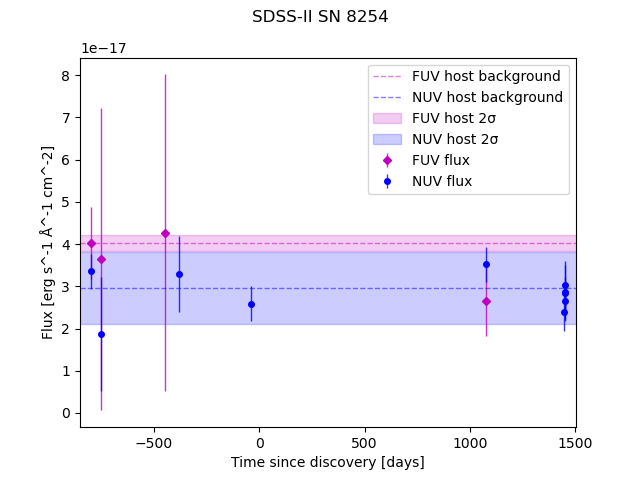 SDSS-II SN 8254
1e−17
8
7
6
5
4
3
2
1
0
Flux [erg s^-1 Å^-1 cm^-2]
FUV host background
NUV host background
FUV host 2σ
NUV host 2σ
FUV flux
NUV flux
−500
0
500
1000
1500
Time since discovery [days]